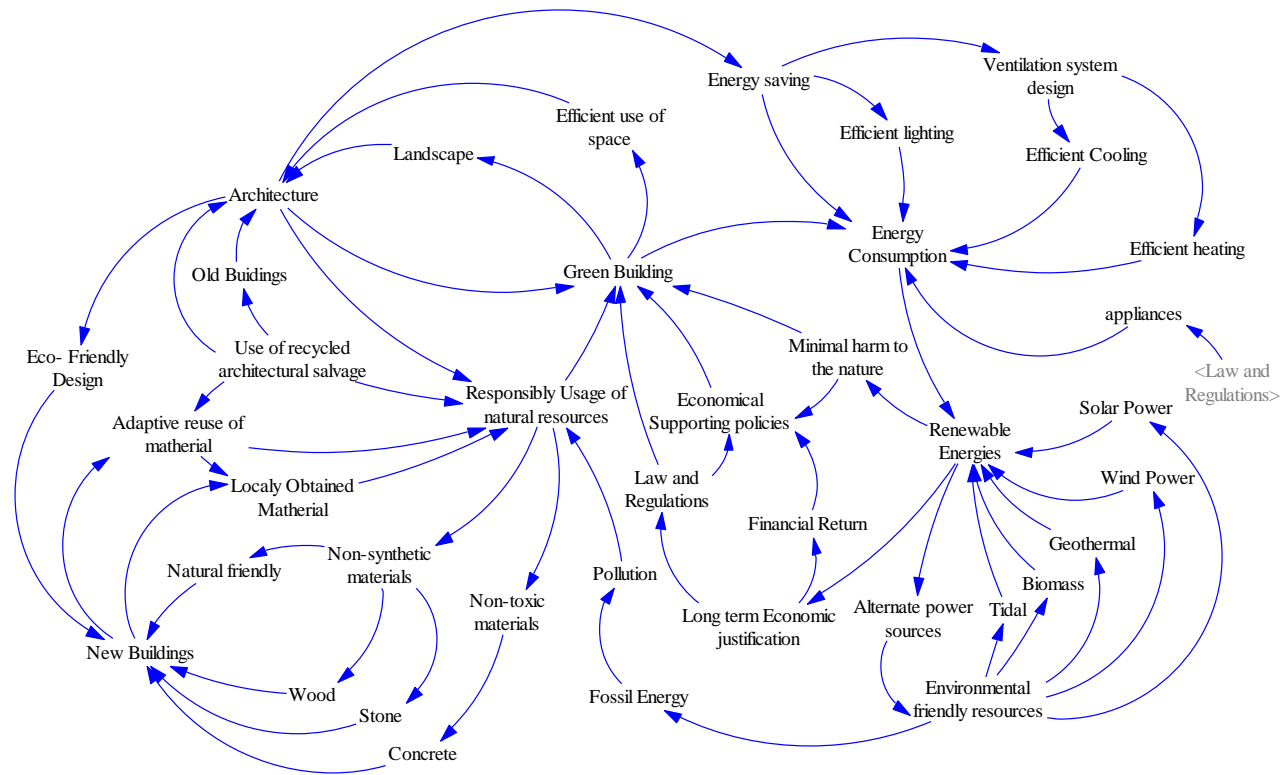 Energy saving
Ventilation system
design
Efficient use of
space
Efficient lighting
Landscape
Efficient Cooling
Architecture
Energy
Consumption
Efficient heating
Old Buidings
Green Building
appliances
Eco- Friendly
Design
Use of recycled
architectural salvage
Minimal harm to
the nature
<Law and
Regulations>
Responsibly Usage of
natural resources
Economical
Supporting policies
Solar Power
Adaptive reuse of
matherial
Renewable
Energies
Localy Obtained
Matherial
Law and
Regulations
Wind Power
Financial Return
Non-synthetic
materials
Geothermal
Natural friendly
Pollution
Biomass
Non-toxic
materials
Long term Economic
justification
Alternate power
sources
Tidal
New Buildings
Wood
Fossil Energy
Environmental
friendly resources
Stone
Concrete